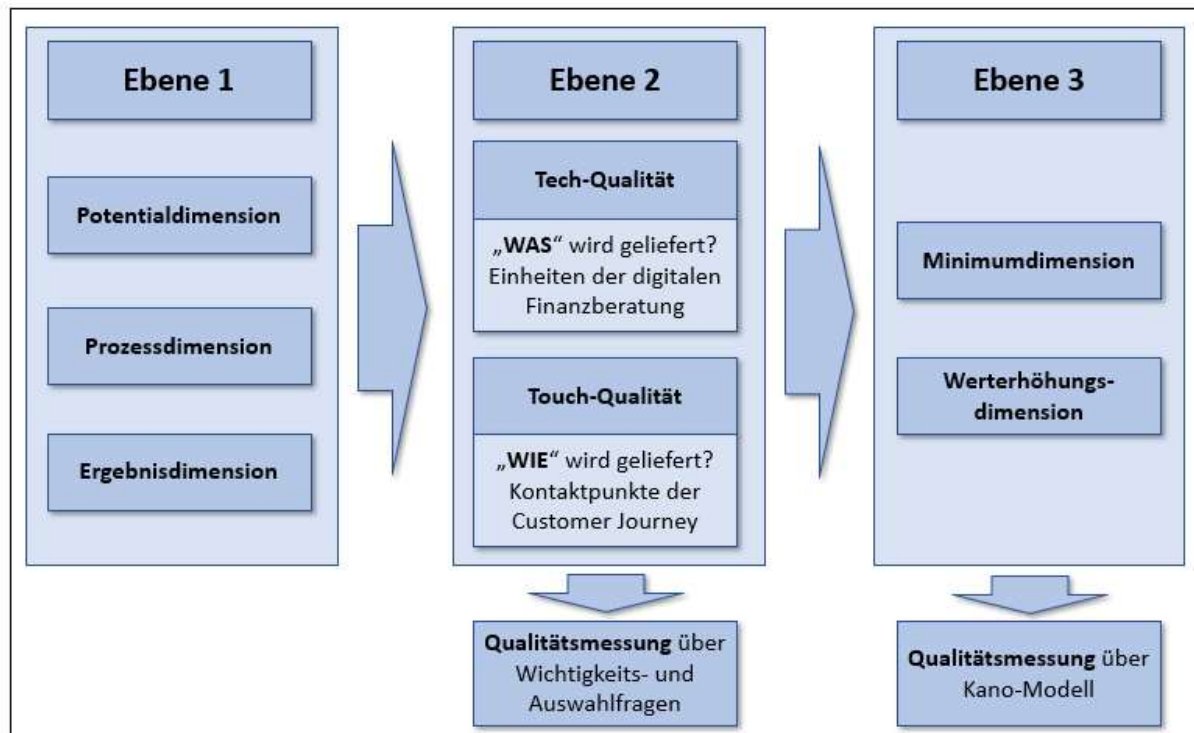 Ebene 1
Potentialdimension
Prozessdimension
Ergebnisdimension
Ebene 2
Tech-Qualität
„WAS“ wird geliefert?
Einheiten der digitalen
Finanzberatung
Touch-Qualität
„WIE“ wird geliefert?
Kontaktpunkte der
Customer Journey
Qualitätsmessung über
Wichtigkeits- und
Auswahlfragen
Ebene 3
Minimumdimension
Werterhöhungs-
dimension
Qualitätsmessung über
Kano-Modell